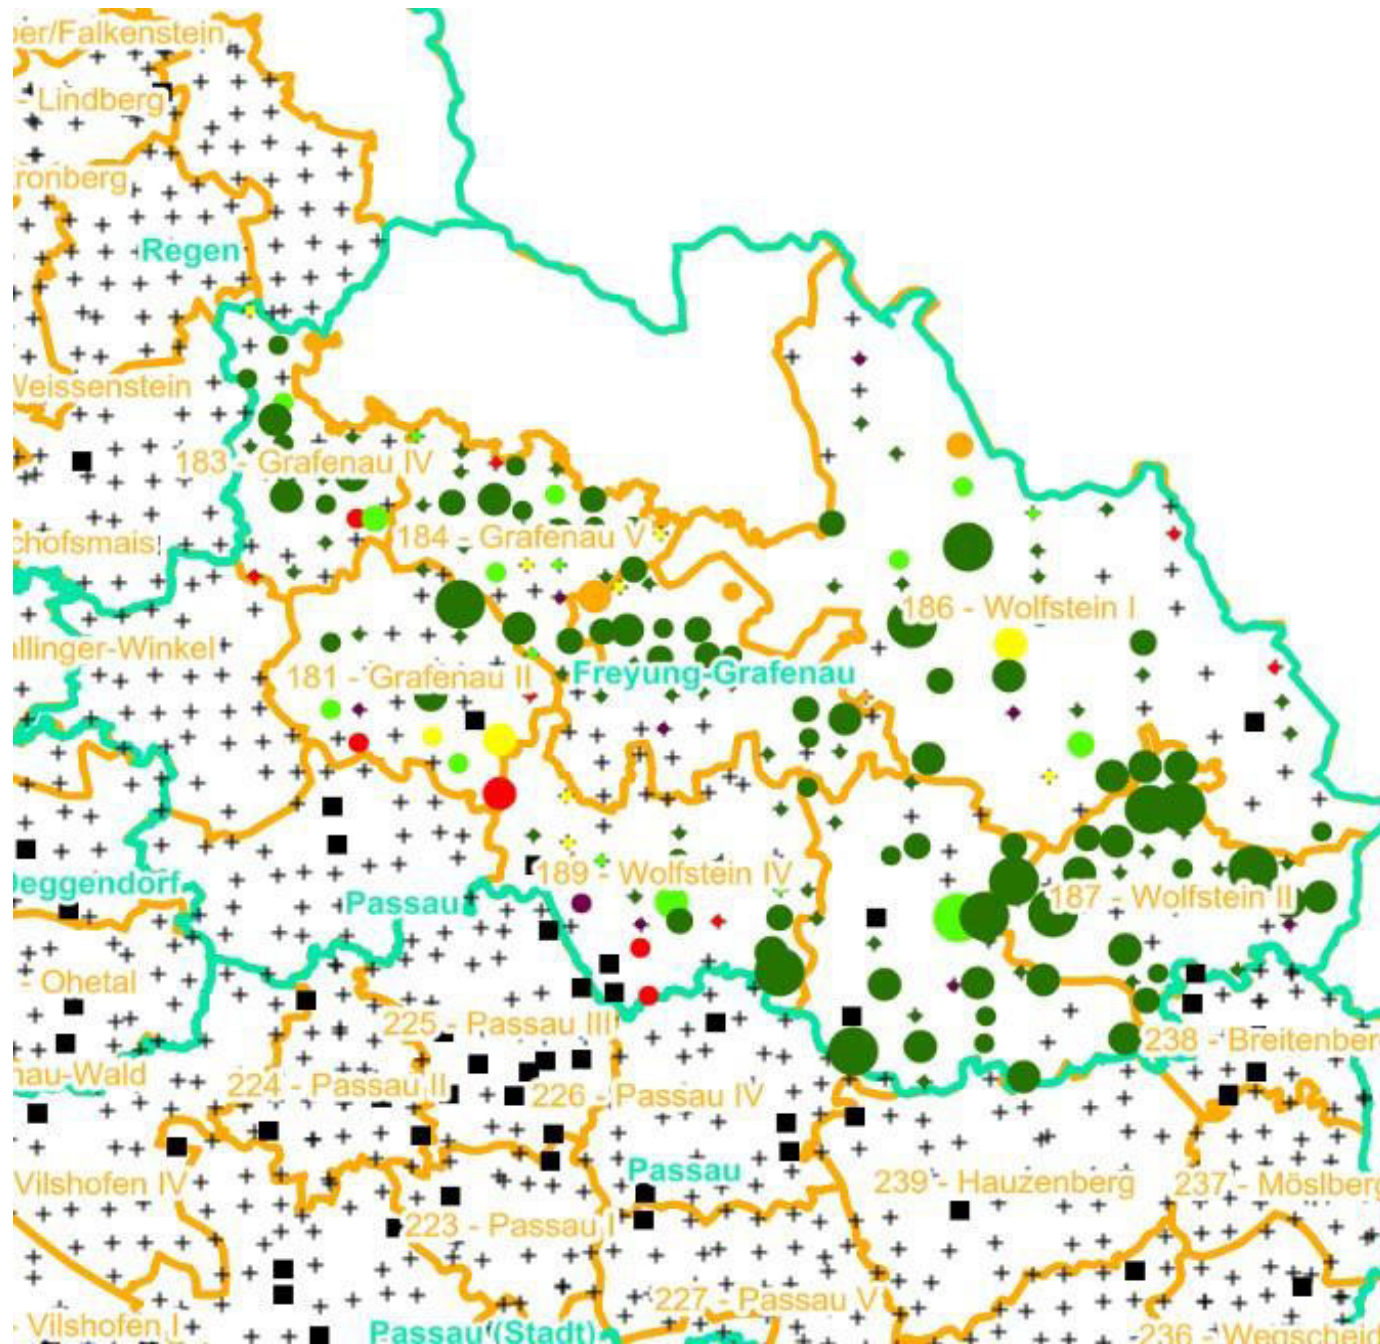 er/Falkenstein
- Lindberg
ronberg
Regen
Weissenstein
183 - Grafenau IV
184 - Grafenau V
chofsmais
186 - Wolfstein I
allinger-Winkel
181 - Grafenau II
Freyung-Grafenau
189 - Wolfstein IV
Deggendorf
187 - Wolfstein II
Passau
- Ohetal
225 - Passau III
238 - Breitenber
nau-Wald
224 - Passau II
226 - Passau IV
Passau
Vilshofen IV
239 - Hauzenberg
237 - Möslberg
223 - Passau I
227 - Passau V
- Vilshofen I
Passau (Stadt)
236 - Wegscheid